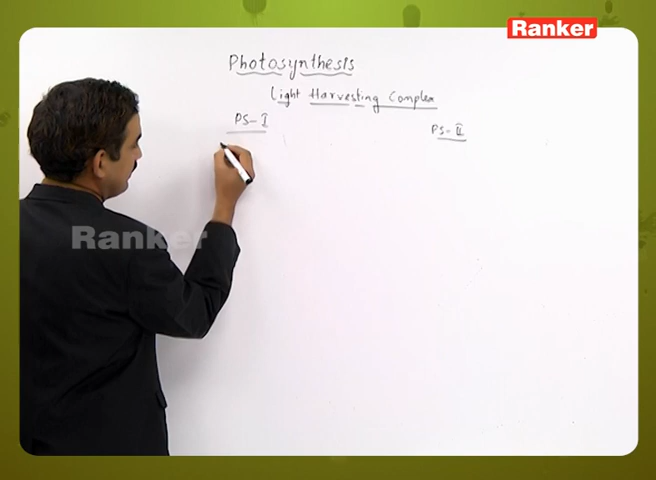 Ranker
Photosynthesis
Light Harvesting Complex
PS-I
PS-II
Ranker